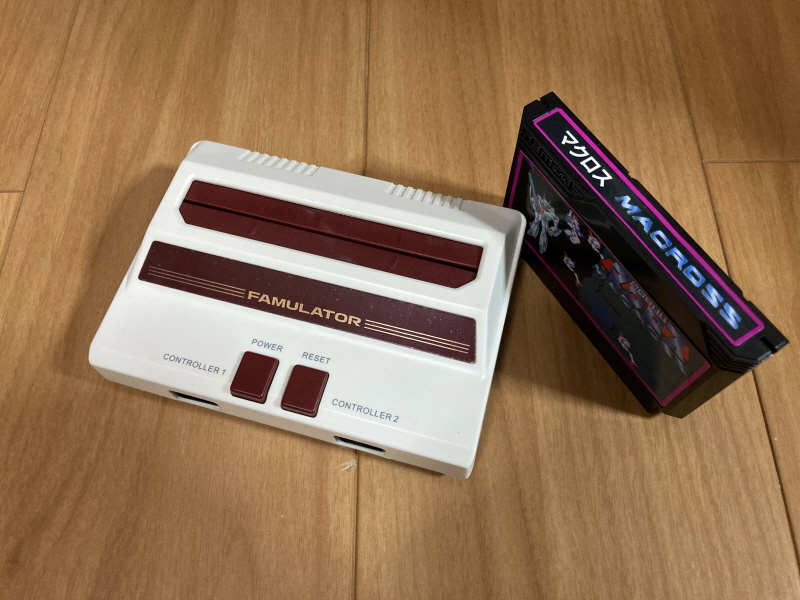 FAMULATOR
POWER
RESET
CONTROLLER 1
CONTROLLER 2
マクロス MACROSS